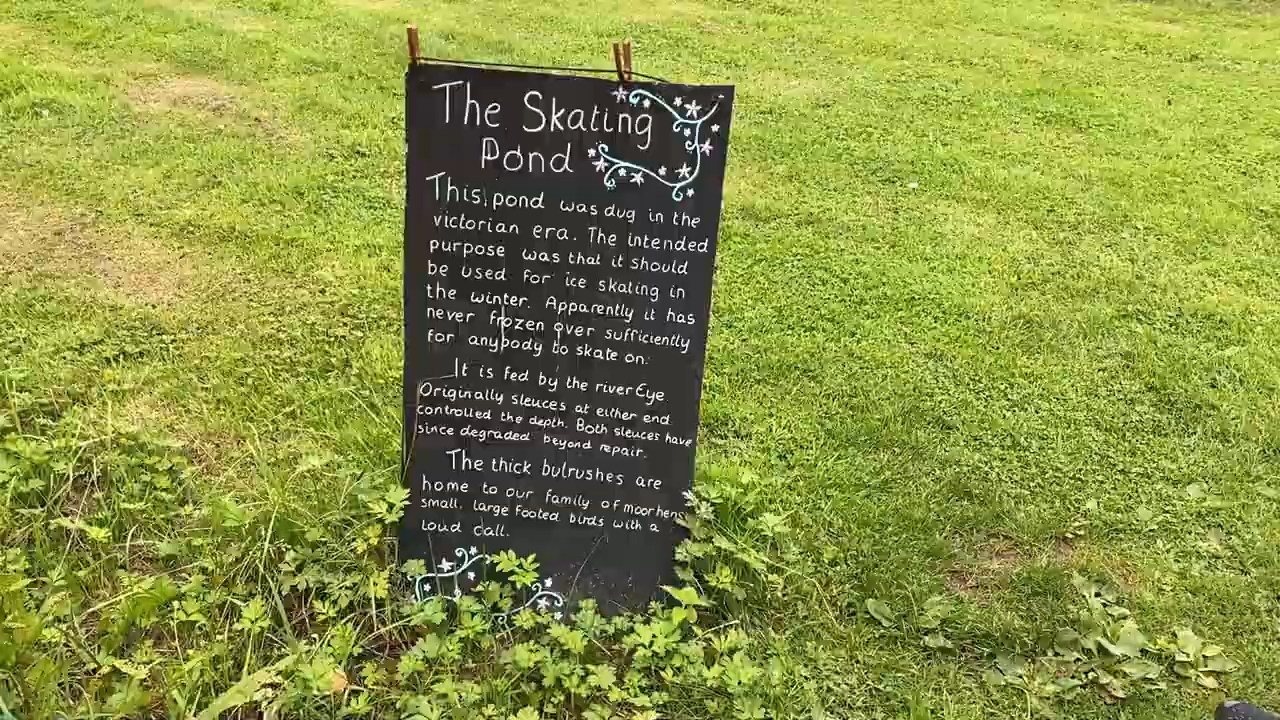 The Skating
Pond
This pond was dug in the
victorian era. The intended
purpose was that it should
be used for ice skating in
the winter. Apparently it has
never frozen over sufficiently
for anybody to skate on.
It is fed by the river Eye
Originally sleuces at either end
controlled the depth. Both sleuces have
since degraded beyond repair.
The thick bulrushes are
home to our family of moorhens
small, large footed birds with a
loud call.